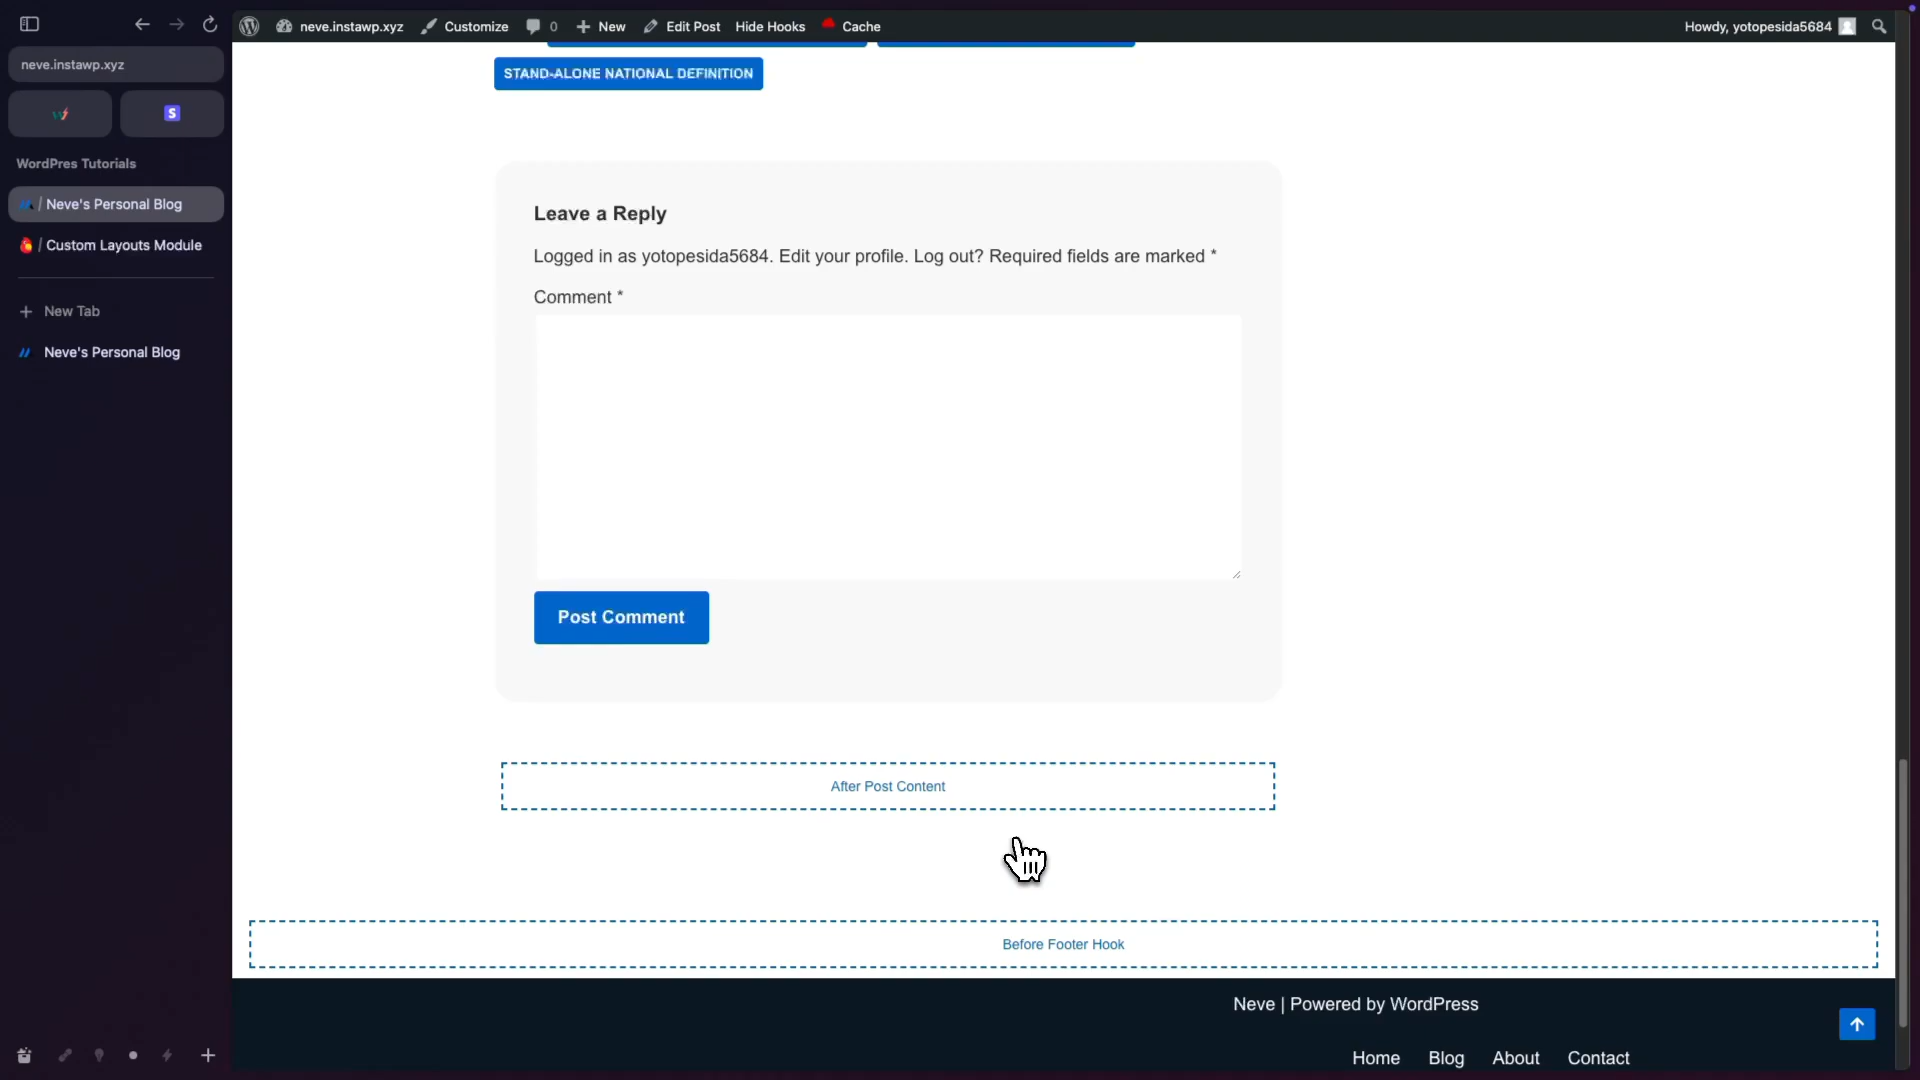 neve.instawp.xyz
Customize
0
New
Edit Post
Hide Hooks
Cache
Howdy, yotopesida5684
neve.instawp.xyz
S
WordPres Tutorials
/ Neve's Personal Blog
/ Custom Layouts Module
New Tab
Neve's Personal Blog
STAND-ALONE NATIONAL DEFINITION
Leave a Reply
Logged in as yotopesida5684. Edit your profile. Log out? Required fields are marked *
Comment *
Post Comment
After Post Content
Before Footer Hook
Neve | Powered by WordPress
Home
Blog
About
Contact